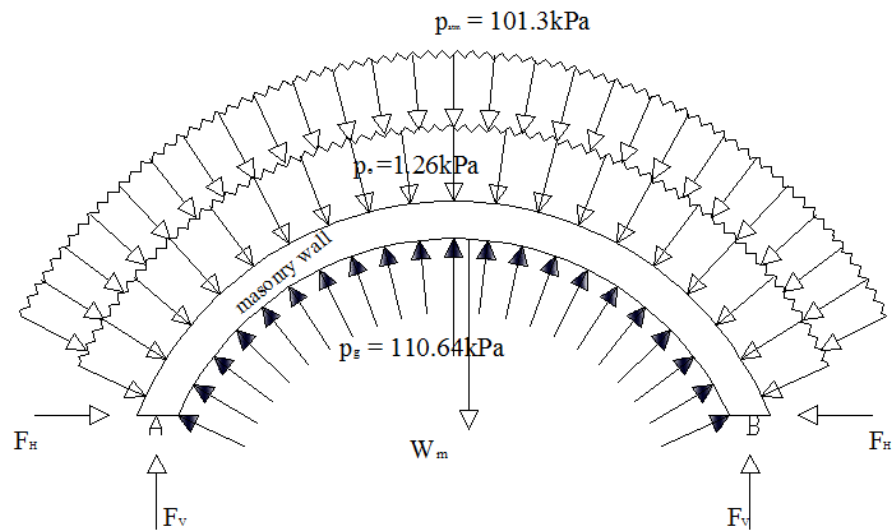 pₐₜₘ = 101.3kPa
pₑ=1.26kPa
masonry wall
p_g = 110.64kPa
A
B
F_H
F_H
W_m
F_V
F_V